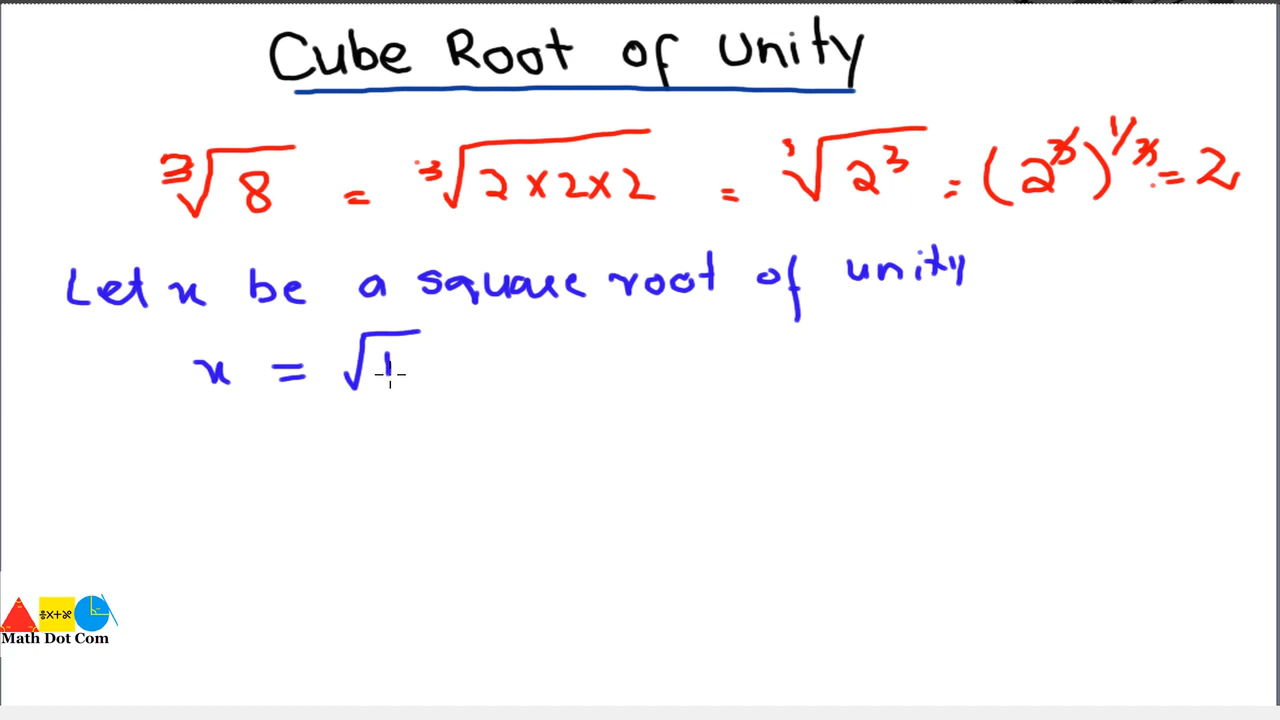 Cube Root of Unity
∛8 = ∛2×2×2 = ∛2³ = (2³)^1/3 = 2
Let x be a square root of unity
x = √1
÷x+×
Math Dot Com